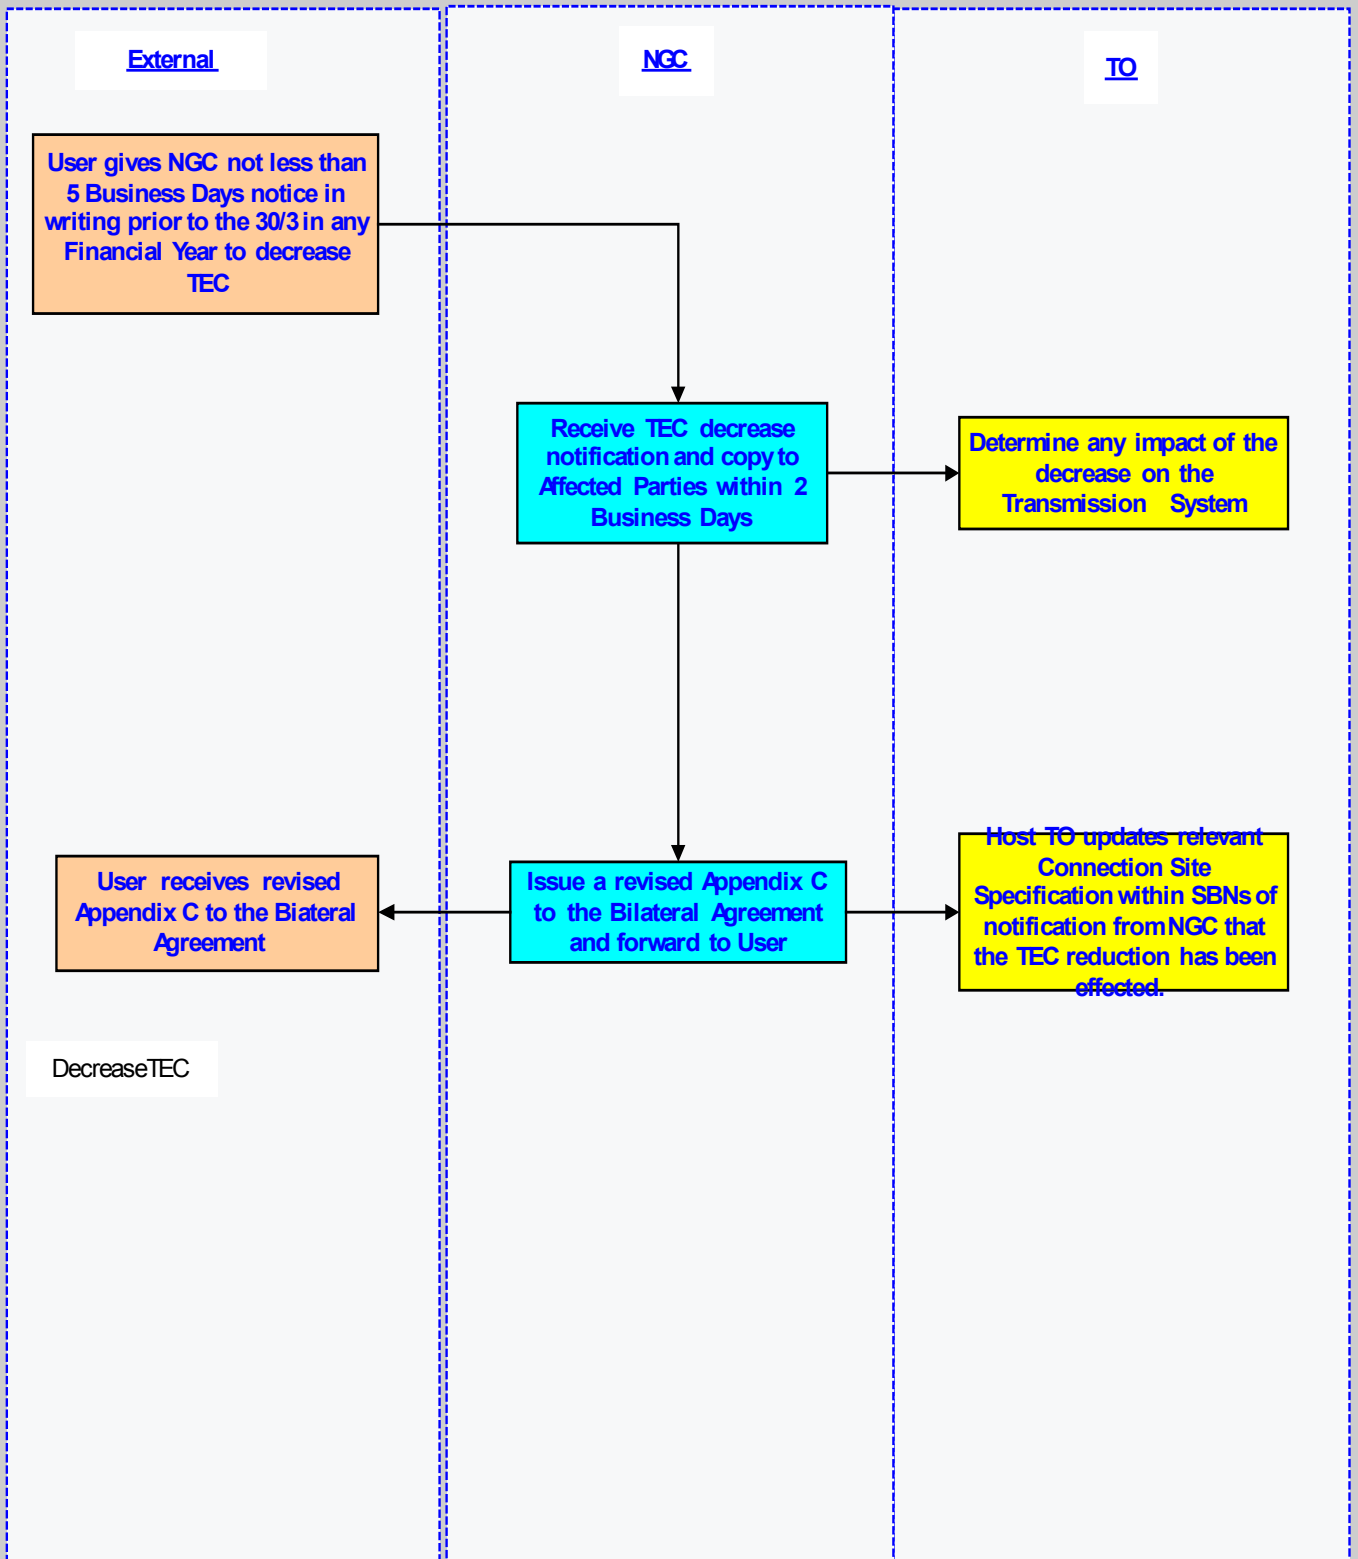 External
NGC
TO
User gives NGC not less than
5 Business Days notice in
writing prior to the 30/3 in any
Financial Year to decrease
TEC
Receive TEC decrease
notification and copy to
Affected Parties within 2
Business Days
Determine any impact of the
decrease on the
Transmission System
User receives revised
Appendix C to the Biateral
Agreement
Issue a revised Appendix C
to the Bilateral Agreement
and forward to User
Host TO updates relevant
Connection Site
Specification within SBNs of
notification from NGC that
the TEC reduction has been
effected.
DecreaseTEC